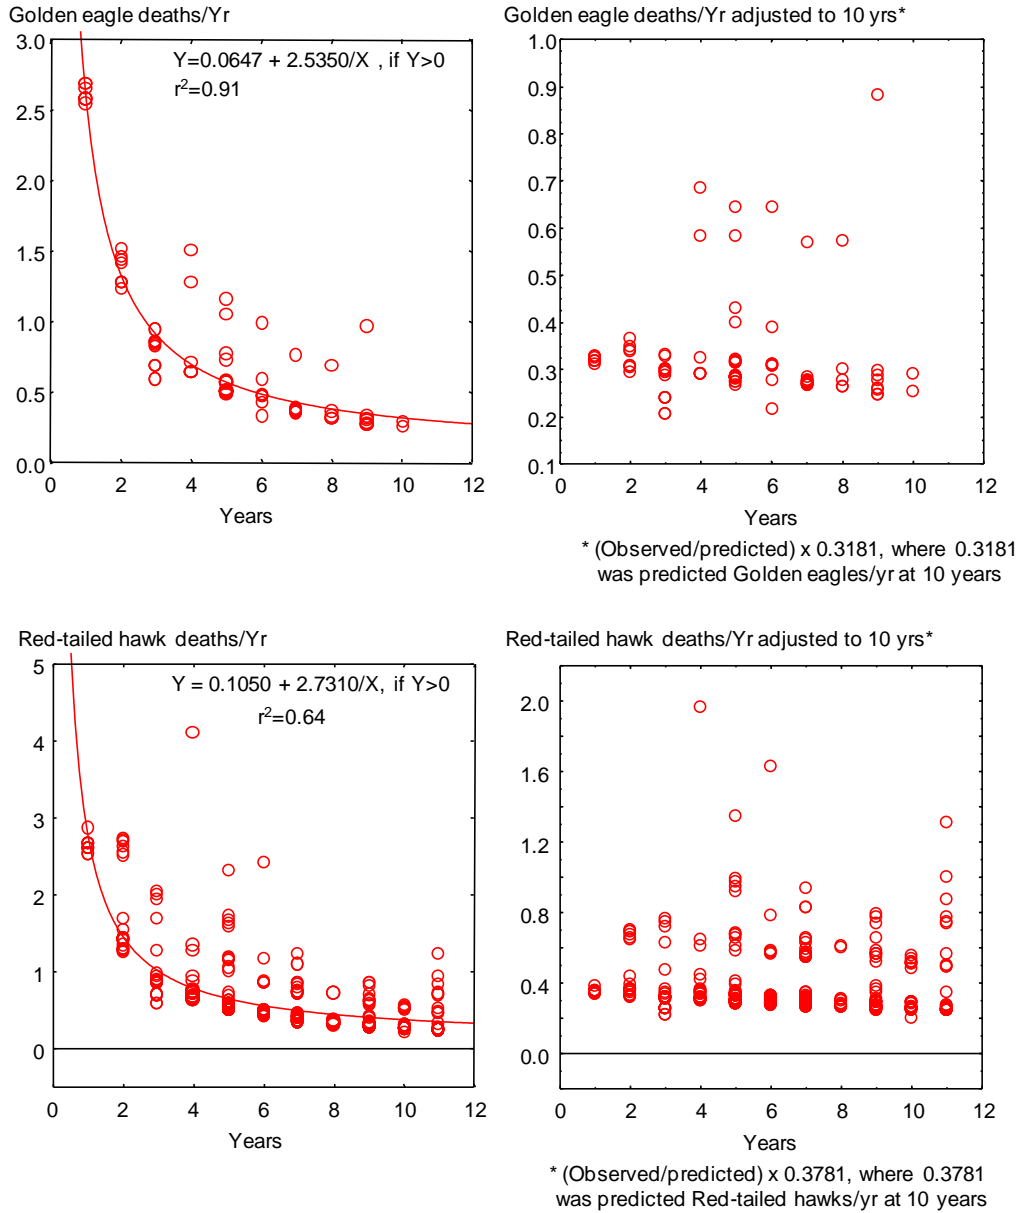 Golden eagle deaths/Yr
3.0
2.5
2.0
1.5
1.0
0.5
0.0
Y=0.0647 + 2.5350/X , if Y>0
r²=0.91
0 2 4 6 8 10 12
Years
Golden eagle deaths/Yr adjusted to 10 yrs*
1.0
0.9
0.8
0.7
0.6
0.5
0.4
0.3
0.2
0.1
0 2 4 6 8 10 12
Years
* (Observed/predicted) x 0.3181, where 0.3181
was predicted Golden eagles/yr at 10 years
Red-tailed hawk deaths/Yr
5
4
3
2
1
0
Y = 0.1050 + 2.7310/X, if Y>0
r²=0.64
0 2 4 6 8 10 12
Years
Red-tailed hawk deaths/Yr adjusted to 10 yrs*
2.0
1.6
1.2
0.8
0.4
0.0
0 2 4 6 8 10 12
Years
* (Observed/predicted) x 0.3781, where 0.3781
was predicted Red-tailed hawks/yr at 10 years